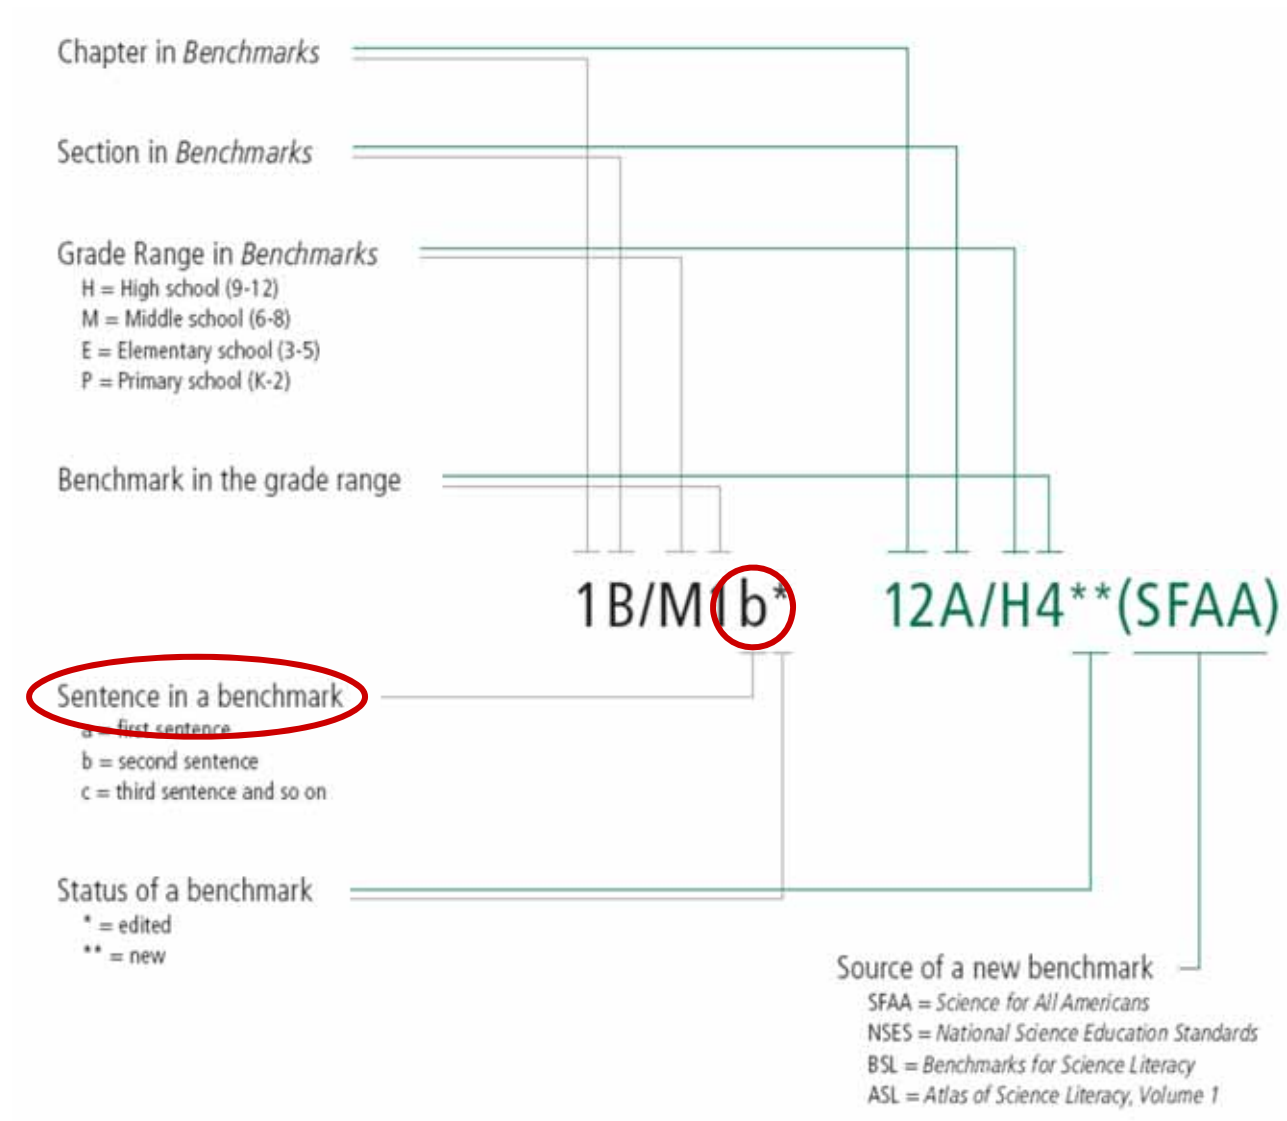 Chapter in Benchmarks
Section in Benchmarks
Grade Range in Benchmarks
H = High school (9-12)
M = Middle school (6-8)
E = Elementary school (3-5)
P = Primary school (K-2)
Benchmark in the grade range
1B/M1b* 12A/H4**(SFAA)
Sentence in a benchmark
a = first sentence
b = second sentence
c = third sentence and so on
Status of a benchmark
* = edited
** = new
Source of a new benchmark
SFAA = Science for All Americans
NSES = National Science Education Standards
BSL = Benchmarks for Science Literacy
ASL = Atlas of Science Literacy, Volume 1